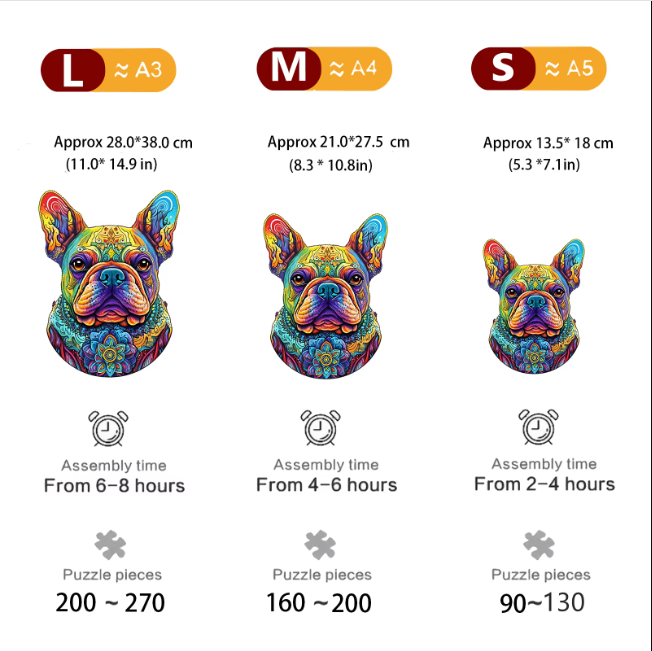 L ≈ A3
M ≈ A4
S ≈ A5
Approx 28.0*38.0 cm
(11.0* 14.9 in)
Approx 21.0*27.5 cm
(8.3 * 10.8in)
Approx 13.5* 18 cm
(5.3 *7.1in)
Assembly time
From 6-8 hours
Assembly time
From 4-6 hours
Assembly time
From 2-4 hours
Puzzle pieces
200 ~ 270
Puzzle pieces
160 ~200
Puzzle pieces
90~130